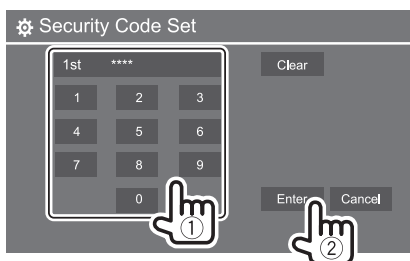 Security Code Set
1st ****
Clear
1 2 3
4 5 6
7 8 9
0
Enter Cancel
① ②